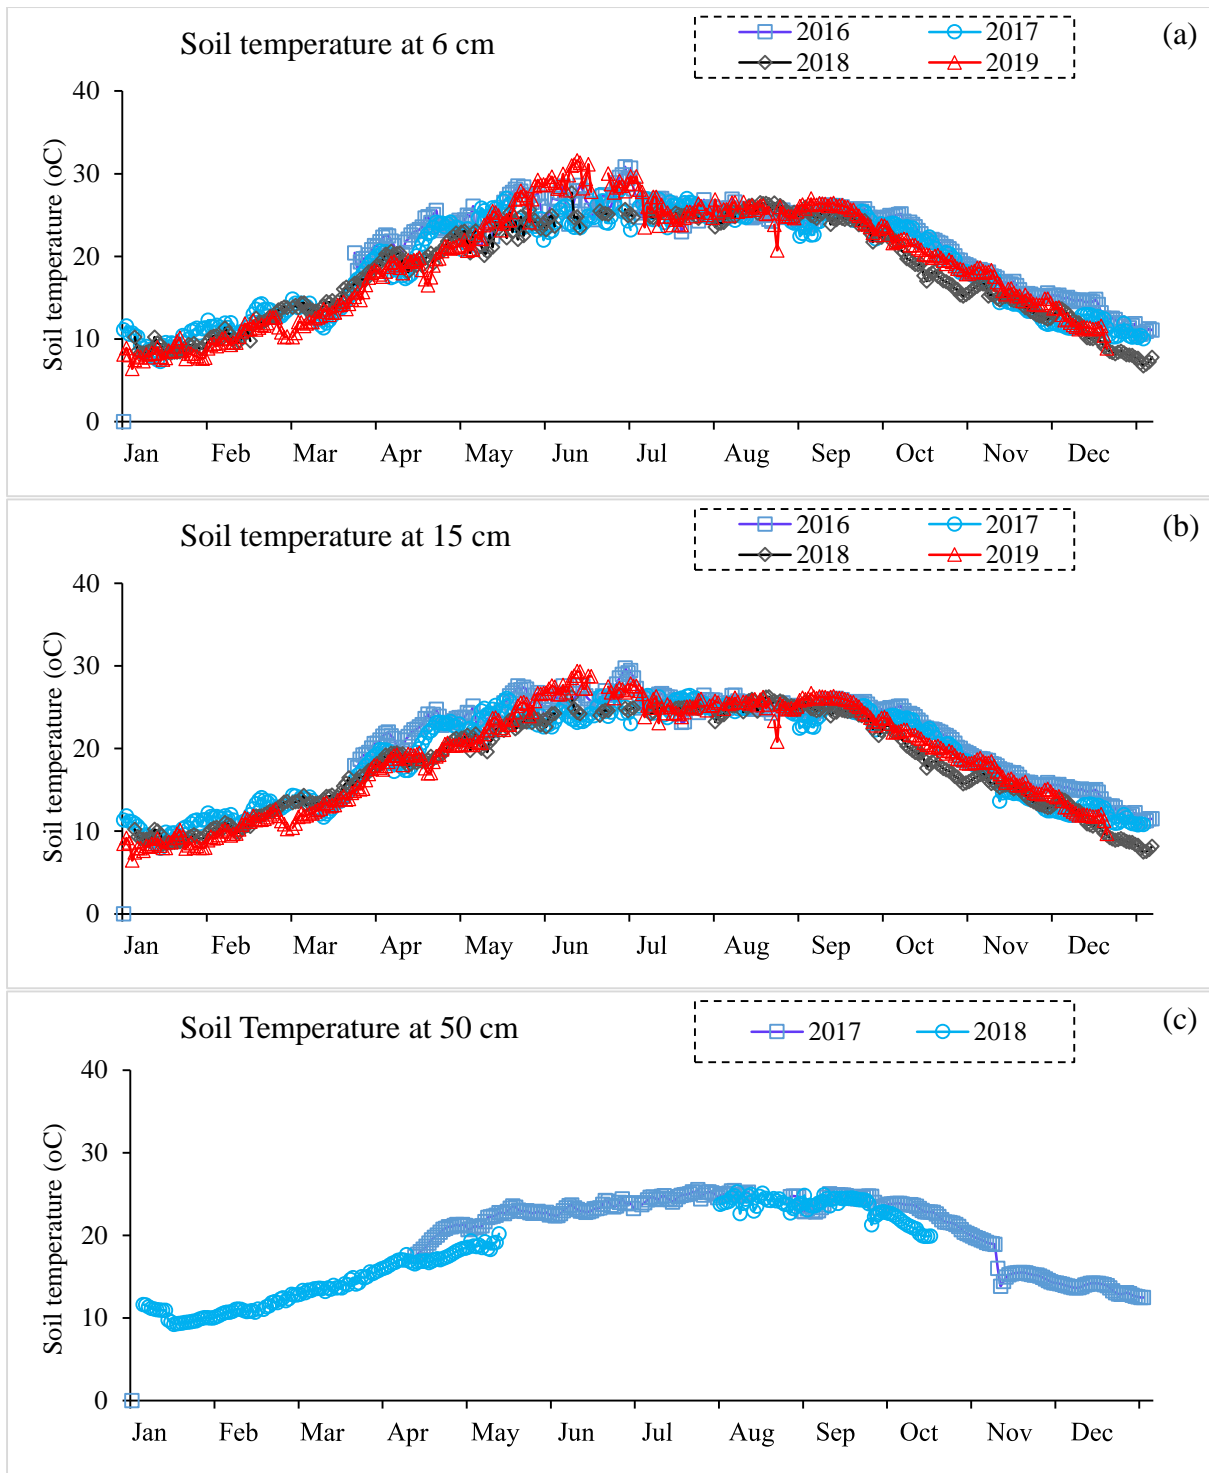 Soil temperature at 6 cm
2016 2017 (a)
2018 2019
40
30
20
10
0
Soil temperature (oC)
Jan Feb Mar Apr May Jun Jul Aug Sep Oct Nov Dec
Soil temperature at 15 cm
2016 2017 (b)
2018 2019
40
30
20
10
0
Soil temperature (oC)
Jan Feb Mar Apr May Jun Jul Aug Sep Oct Nov Dec
Soil Temperature at 50 cm
2017 2018 (c)
40
30
20
10
0
Soil temperature (oC)
Jan Feb Mar Apr May Jun Jul Aug Sep Oct Nov Dec